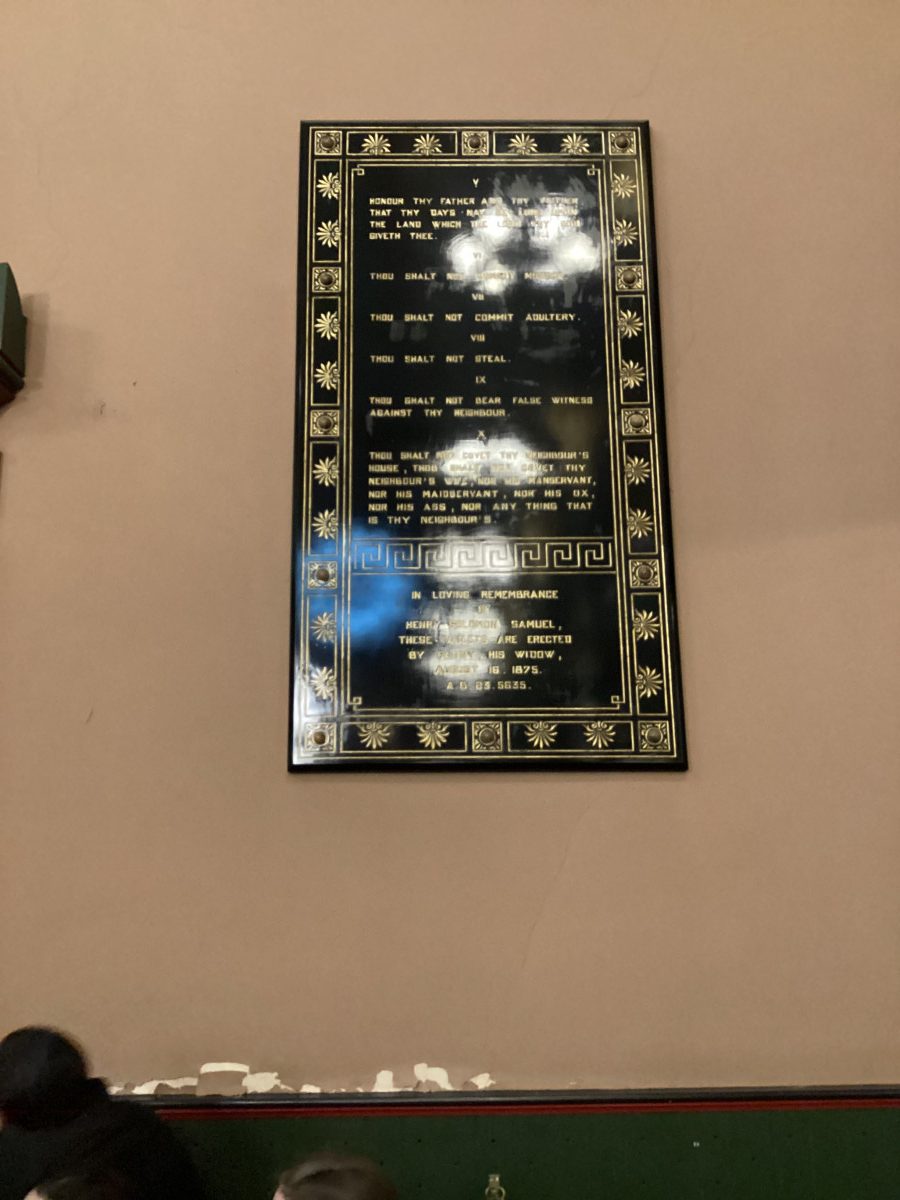 V
HONOUR THY FATHER AND THY MOTHER
THAT THY DAYS MAY BE LONG UPON
THE LAND WHICH THE LORD THY GOD
GIVETH THEE.
VI
THOU SHALT NOT COMMIT MURDER.
VII
THOU SHALT NOT COMMIT ADULTERY.
VIII
THOU SHALT NOT STEAL.
IX
THOU SHALT NOT BEAR FALSE WITNESS
AGAINST THY NEIGHBOUR.
X
THOU SHALT NOT COVET THY NEIGHBOUR'S
HOUSE, THOU SHALT NOT COVET THY
NEIGHBOUR'S WIFE, NOR HIS MANSERVANT,
NOR HIS MAIDSERVANT, NOR HIS OX,
NOR HIS ASS, NOR ANY THING THAT
IS THY NEIGHBOUR'S.
IN LOVING REMEMBRANCE
OF
HENRY SOLOMON SAMUEL,
THESE TABLETS ARE ERECTED
BY HIS WIDOW,
AUGUST 16. 1875.
5635.